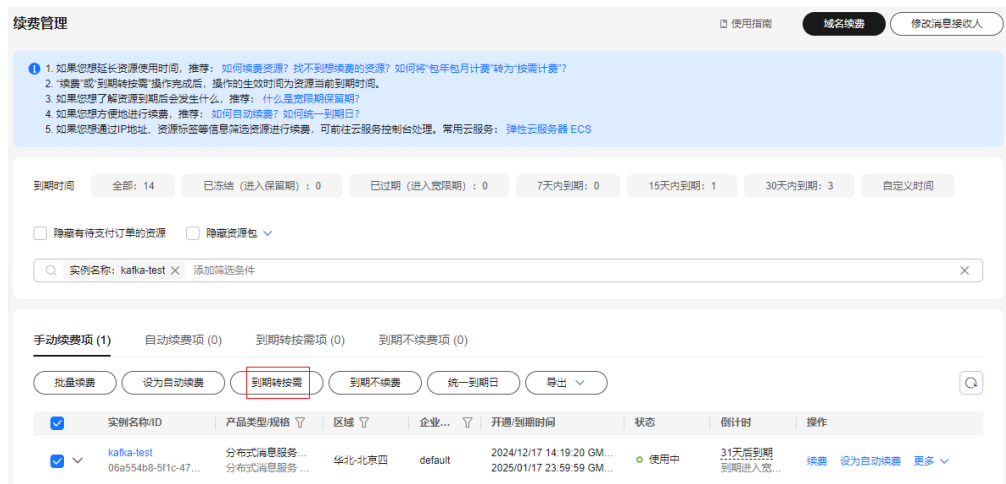 续费管理
使用指南
域名续费
修改消息接收人
1. 如果您想延长资源使用时间，推荐： 如何续费资源？找不到想续费的资源？如何将“包年包月计费”转为“按需计费”？
2. “续费”或“到期转按需”操作完成后，操作的生效时间为资源当前到期时间。
3. 如果您想了解资源到期后会发生什么，推荐： 什么是宽限期保留期？
4. 如果您想方便地进行续费，推荐： 如何自动续费？如何统一到期日？
5. 如果您想通过IP地址、资源标签等信息筛选资源进行续费，可前往云服务控制台处理。常用云服务： 弹性云服务器 ECS
到期时间 全部：14 已冻结（进入保留期）：0 已过期（进入宽限期）：0 7天内到期：0 15天内到期：1 30天内到期：3 自定义时间
隐藏有待支付订单的资源 隐藏资源包
实例名称：kafka-test 添加筛选条件
手动续费项 (1) 自动续费项 (0) 到期转按需项 (0) 到期不续费项 (0)
批量续费 设为自动续费 到期转按需 到期不续费 统一到期日 导出
实例名称/ID 产品类型/规格 区域 企业... 开通/到期时间 状态 倒计时 操作
kafka-test 分布式消息服务... 华北-北京四 default 2024/12/17 14:19:20 GM... 使用中 31天后到期 续费 设为自动续费 更多
06a554b8-5f1c-47... 分布式消息服务 ... 2025/01/17 23:59:59 GM... 到期进入宽...